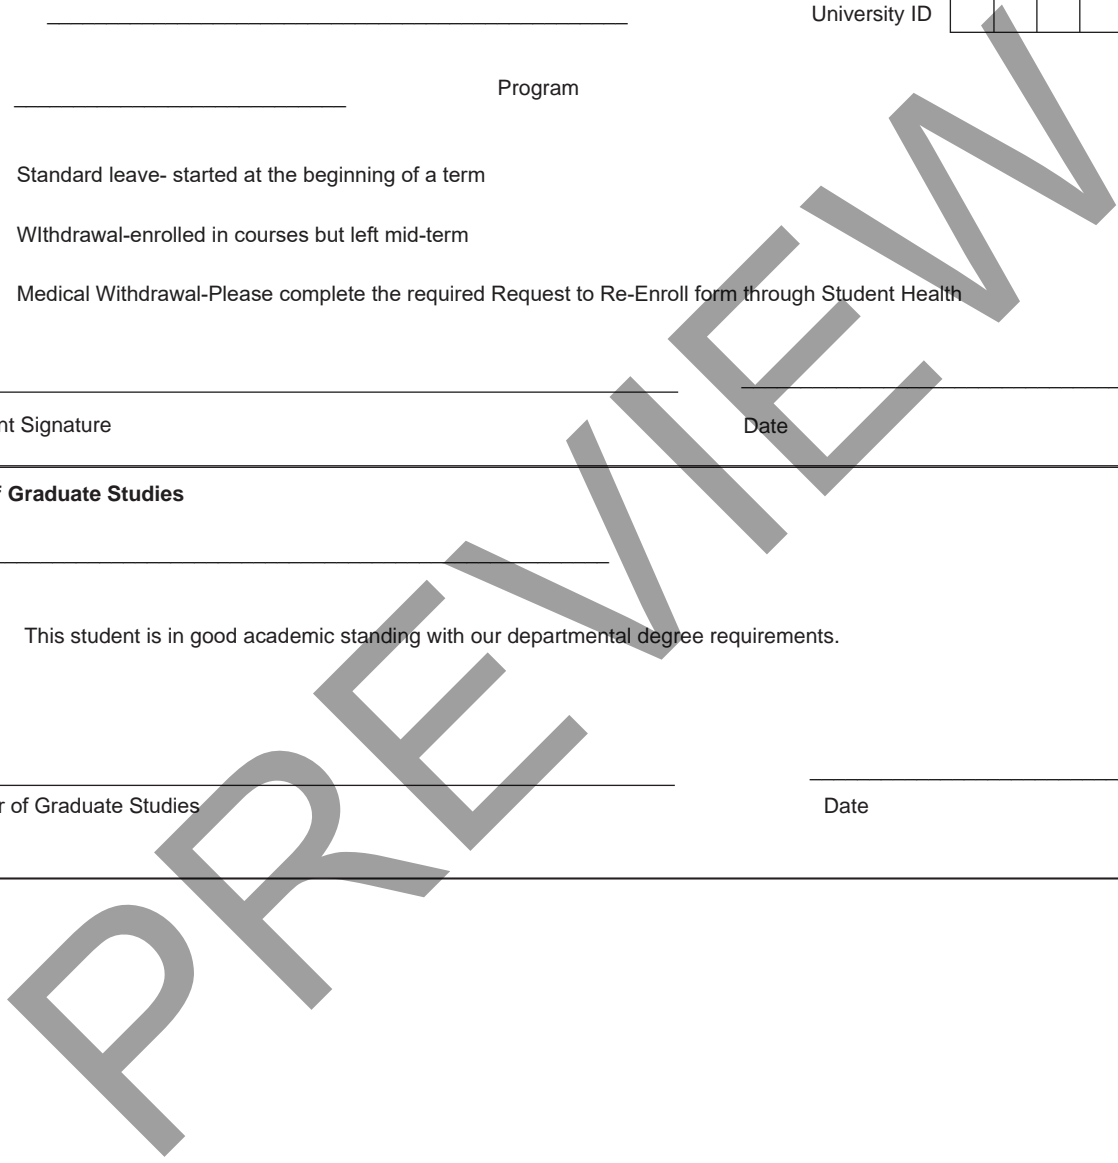 University ID
Program
Standard leave- started at the beginning of a term
WIthdrawal-enrolled in courses but left mid-term
Medical Withdrawal-Please complete the required Request to Re-Enroll form through Student Health
nt Signature Date
f Graduate Studies
This student is in good academic standing with our departmental degree requirements.
r of Graduate Studies Date
PREVIEW